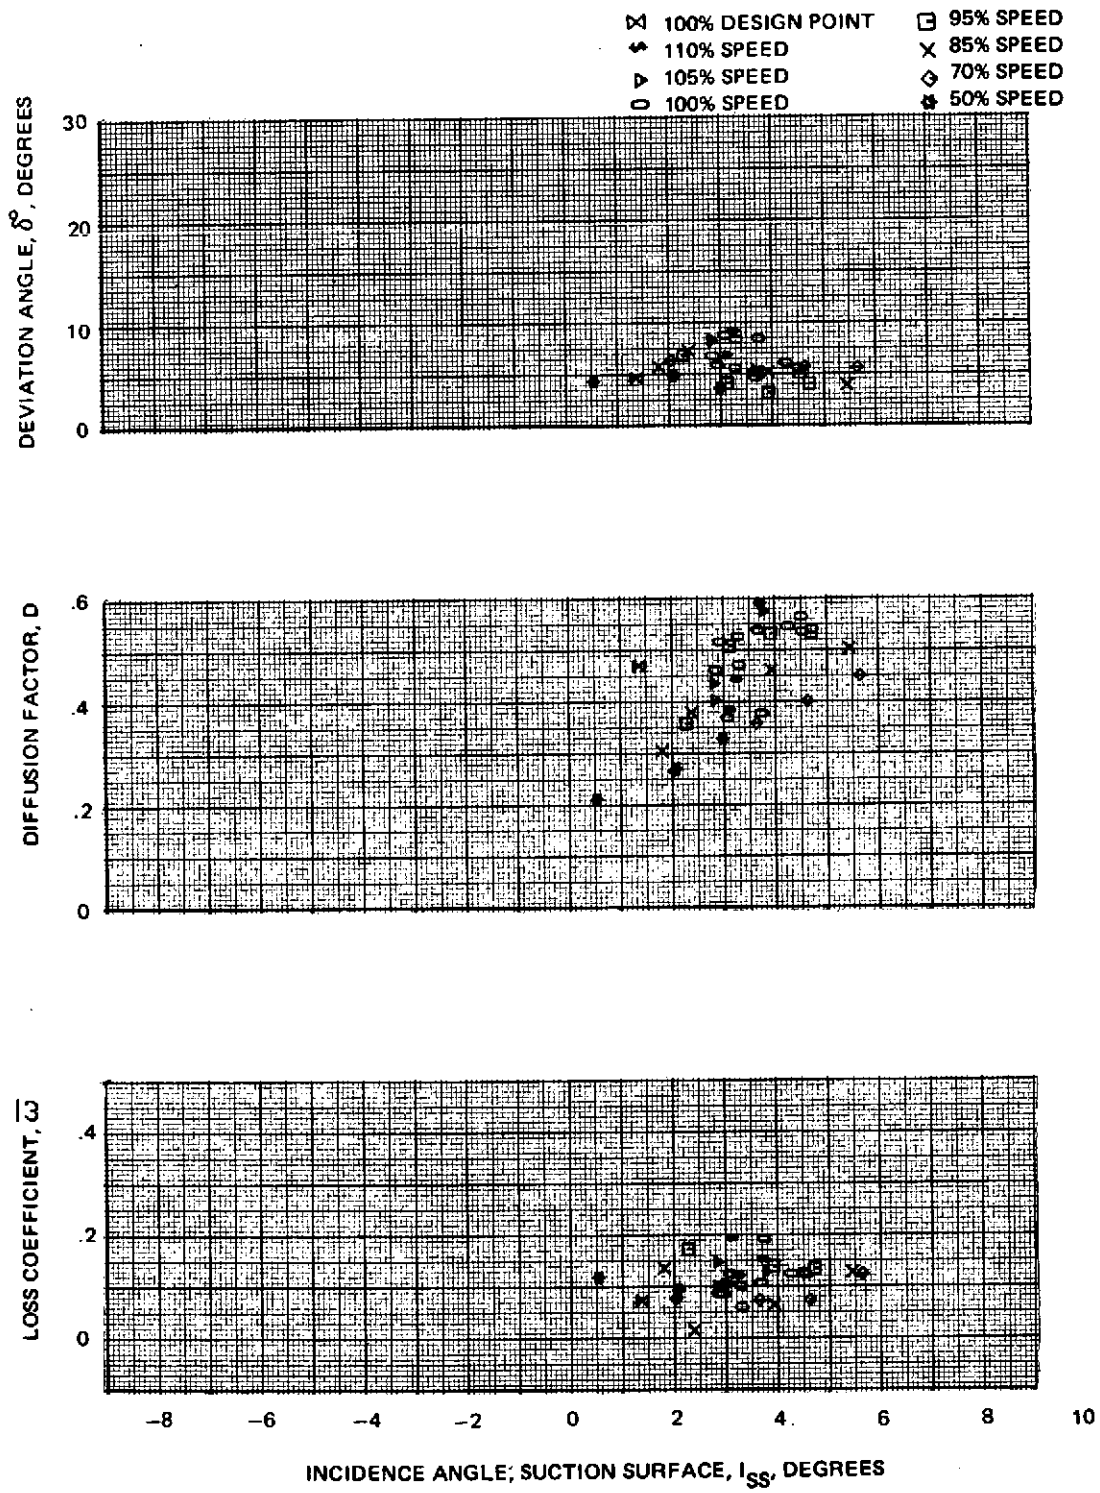 100% DESIGN POINT
110% SPEED
105% SPEED
100% SPEED
95% SPEED
85% SPEED
70% SPEED
50% SPEED
DEVIATION ANGLE, δ°, DEGREES
30
20
10
0
DIFFUSION FACTOR, D
.6
.4
.2
0
LOSS COEFFICIENT, ω̅
.4
.2
0
−8 −6 −4 −2 0 2 4 6 8 10
INCIDENCE ANGLE; SUCTION SURFACE, I_SS, DEGREES